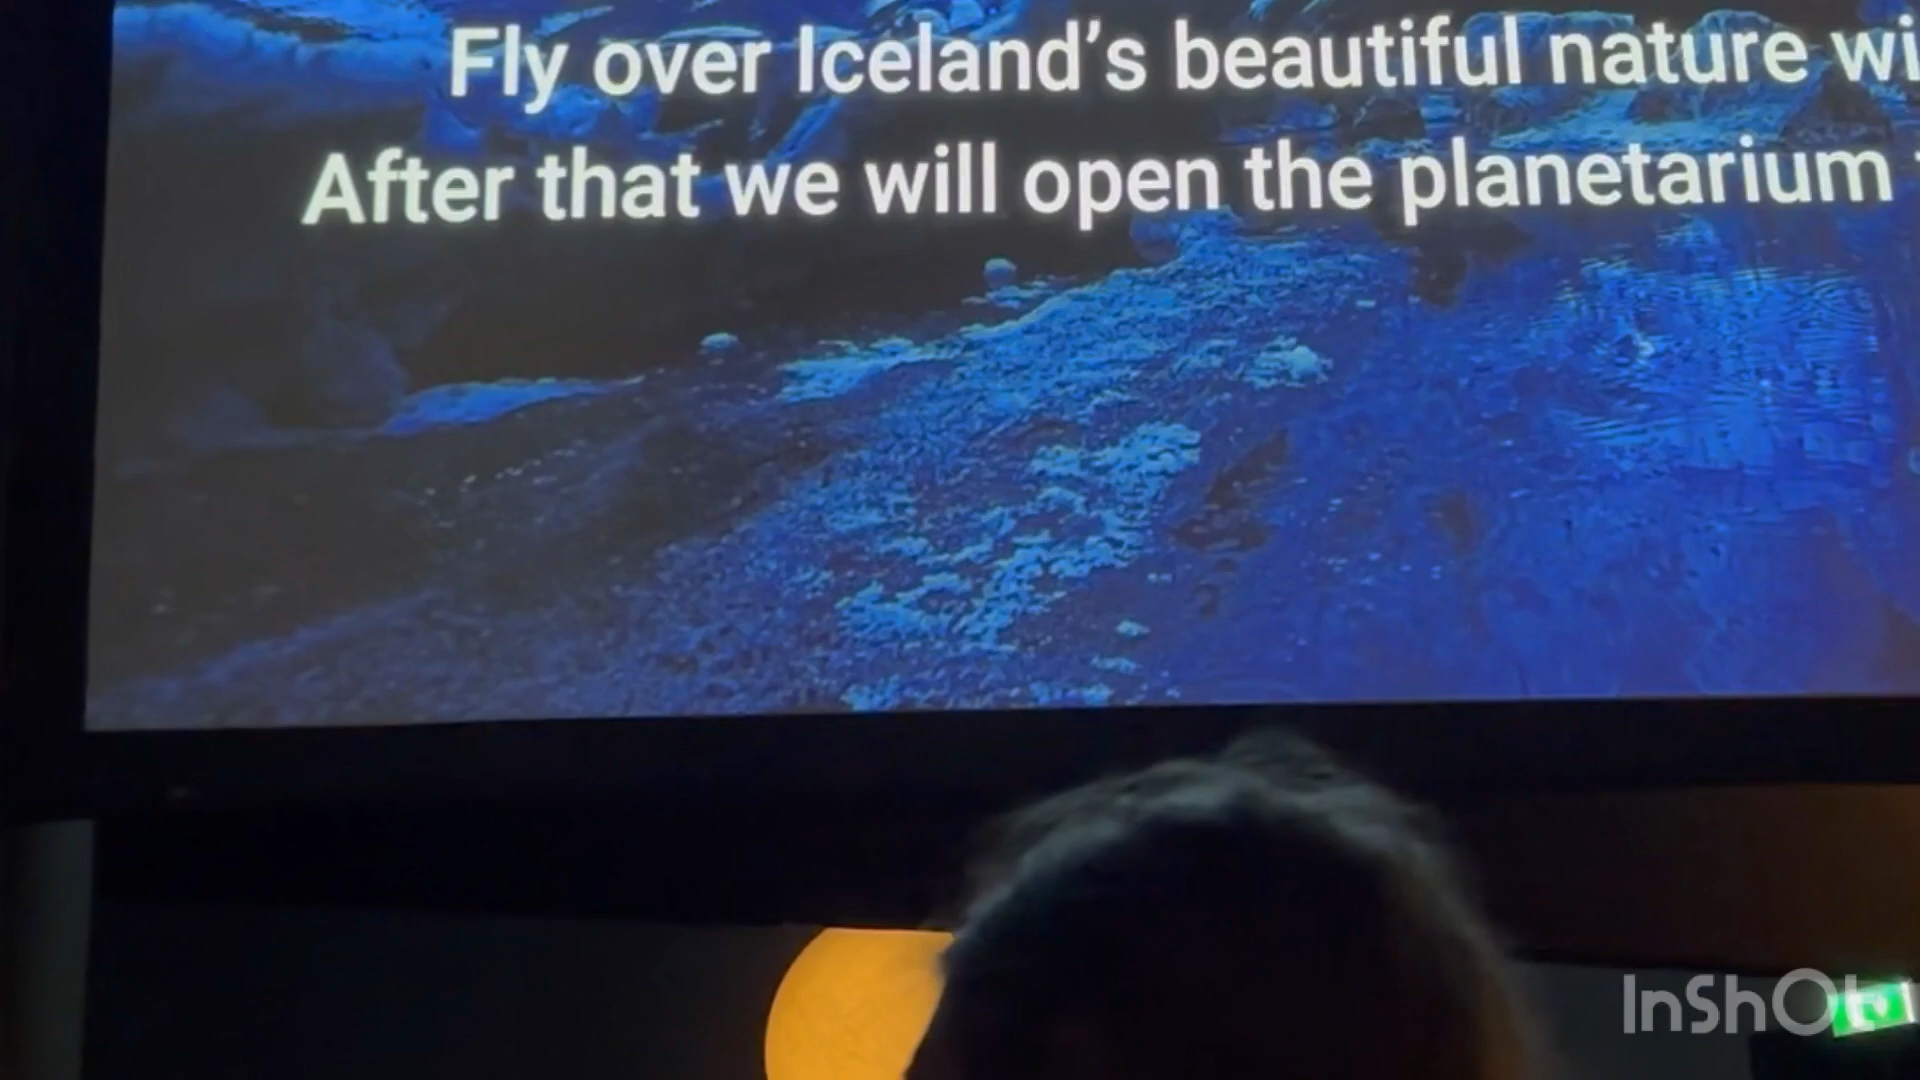 Fly over Iceland's beautiful nature
After that we will open the planetarium
InShOt